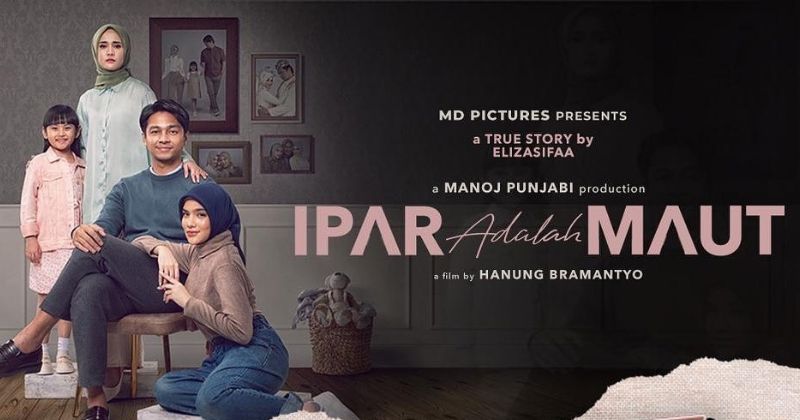 MD PICTURES PRESENTS
a TRUE STORY by
ELIZASIFAA
a MANOJ PUNJABI production
IPAR Adalah MAUT
a film by HANUNG BRAMANTYO